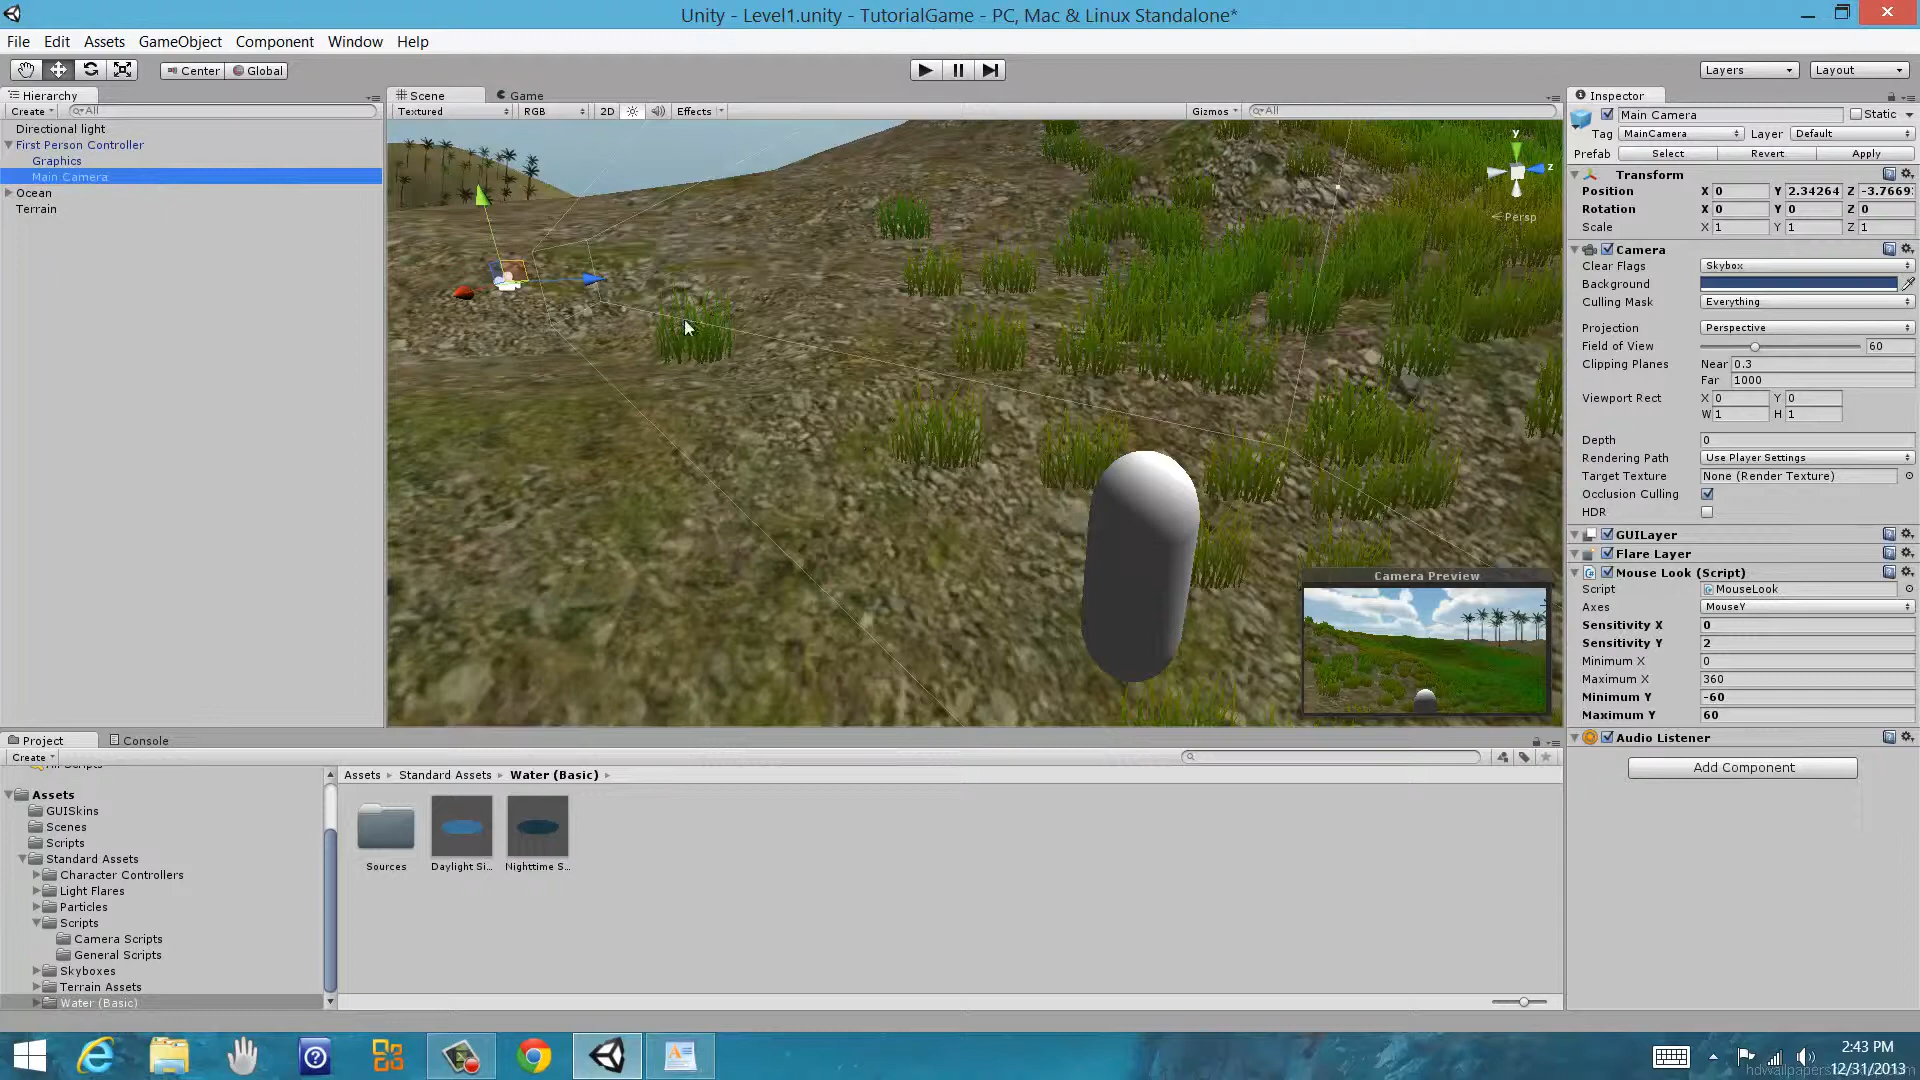 Unity - Level1.unity - TutorialGame - PC, Mac & Linux Standalone*
File Edit Assets GameObject Component Window Help
Center Global Layers Layout
Hierarchy
Create All
Directional light
First Person Controller
Graphics
Main Camera
Ocean
Terrain
Scene Game
Textured RGB 2D Effects Gizmos All
y
z
Persp
Camera Preview
Inspector
Main Camera Static
Tag MainCamera Layer Default
Prefab Select Revert Apply
Transform
Position X 0 Y 2.34264 Z -3.7669
Rotation X 0 Y 0 Z 0
Scale X 1 Y 1 Z 1
Camera
Clear Flags Skybox
Background
Culling Mask Everything
Projection Perspective
Field of View 60
Clipping Planes Near 0.3
Far 1000
Viewport Rect X 0 Y 0
W 1 H 1
Depth 0
Rendering Path Use Player Settings
Target Texture None (Render Texture)
Occlusion Culling
HDR
GUILayer
Flare Layer
Mouse Look (Script)
Script MouseLook
Axes MouseY
Sensitivity X 0
Sensitivity Y 2
Minimum X 0
Maximum X 360
Minimum Y -60
Maximum Y 60
Audio Listener
Add Component
Project Console
Create
Assets
GUISkins
Scenes
Scripts
Standard Assets
Character Controllers
Light Flares
Particles
Scripts
Camera Scripts
General Scripts
Skyboxes
Terrain Assets
Water (Basic)
Assets Standard Assets Water (Basic)
Sources Daylight Si... Nighttime S...
2:43 PM
12/31/2013